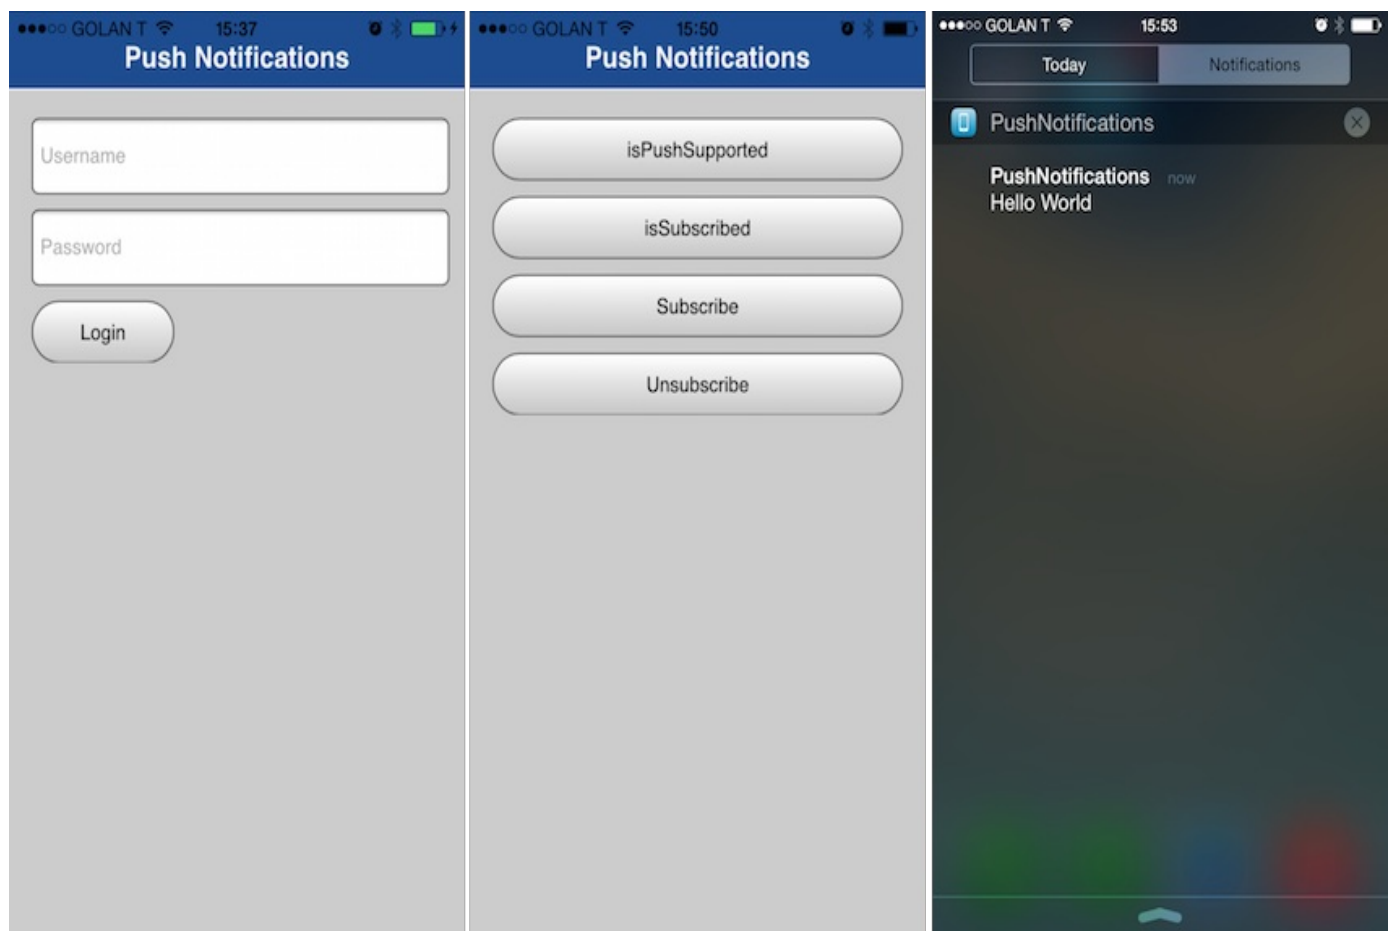 GOLAN T 15:37
Push Notifications
Username
Password
Login
GOLAN T 15:50
Push Notifications
isPushSupported
isSubscribed
Subscribe
Unsubscribe
GOLAN T 15:53
Today Notifications
PushNotifications
PushNotifications now
Hello World